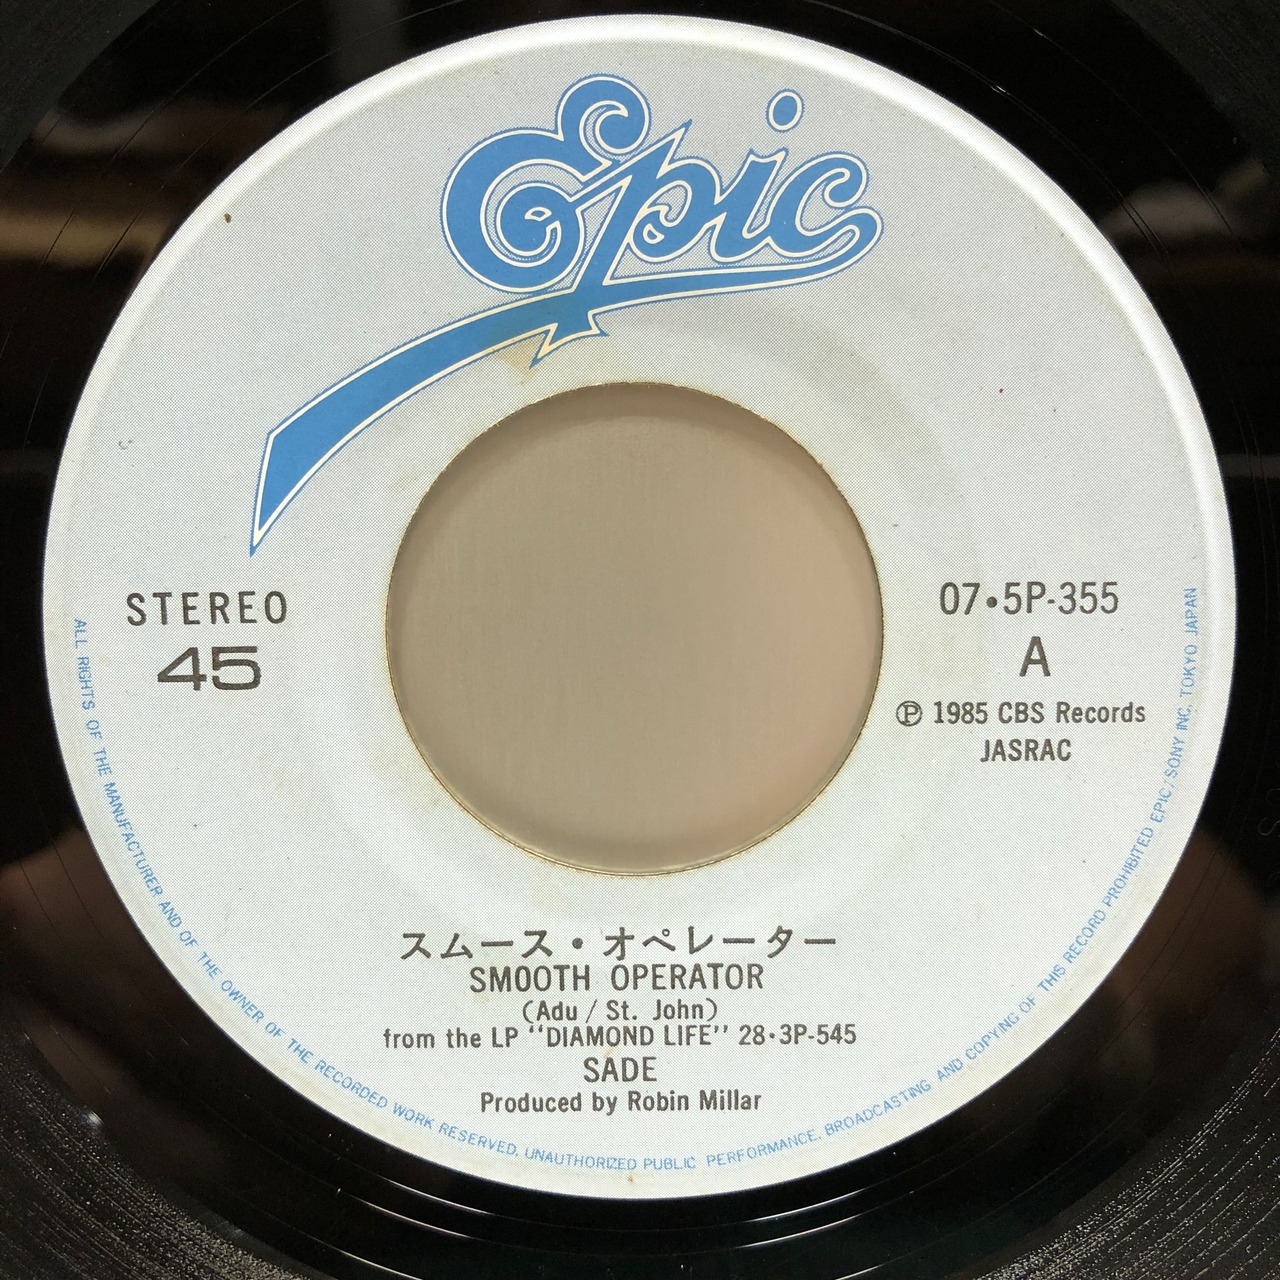 Epic
STEREO
45
07・5P-355
A
Ⓟ 1985 CBS Records
JASRAC
スムース・オペレーター
SMOOTH OPERATOR
(Adu / St. John)
from the LP "DIAMOND LIFE" 28・3P-545
SADE
Produced by Robin Millar
ALL RIGHTS OF THE MANUFACTURER AND OF THE OWNER OF THE RECORDED WORK RESERVED, UNAUTHORIZED PUBLIC PERFORMANCE, BROADCASTING AND COPYING OF THIS RECORD PROHIBITED EPIC/SONY INC. TOKYO JAPAN